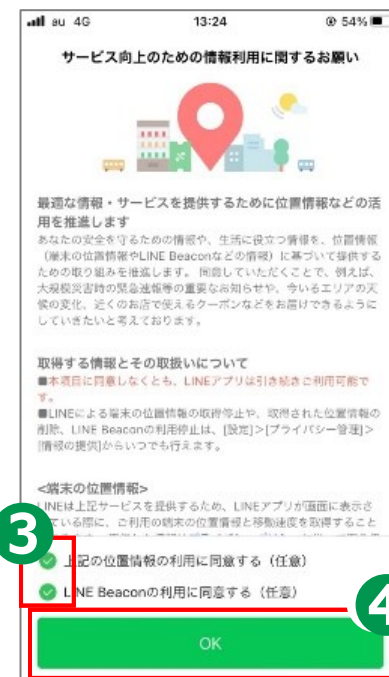 au 4G 13:24 54%
サービス向上のための情報利用に関するお願い
最適な情報・サービスを提供するために位置情報などの活
用を推進します
あなたの安全を守るための情報や、生活に役立つ情報を、位置情報
(端末の位置情報やLINE Beaconなどの情報)に基づいて提供する
ための取り組みを推進します。同意していただくことで、例えば、
大規模災害時の緊急速報等の重要なお知らせや、今いるエリアの天
候の変化、近くのお店で使えるクーポンなどをお届けできるように
していきたいと考えております。
取得する情報とその取扱いについて
■本項目に同意しなくとも、LINEアプリは引き続きご利用可能で
す。
■LINEによる端末の位置情報の取得停止や、取得された位置情報の
削除、LINE Beaconの利用停止は、[設定]>[プライバシー管理]>
[情報の提供]からいつでも行えます。
<端末の位置情報>
LINEは上記サービスを提供するため、LINEアプリが画面に表示さ
ている際に、ご利用の端末の位置情報と移動速度を取得すること
3
上記の位置情報の利用に同意する(任意)
LINE Beaconの利用に同意する(任意)
4
OK